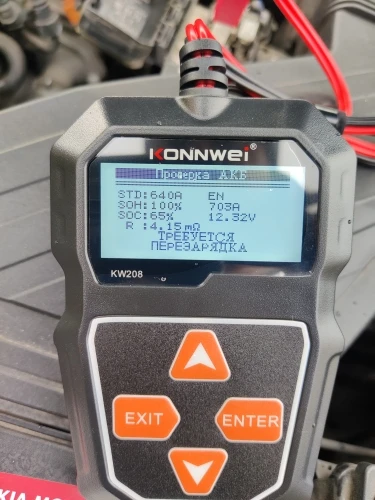 KONNWEI®
Проверка АКБ
STD:640A EN
SOH:100% 703A
SOC:65% 12.32V
R :4.15mΩ
ТРЕБУЕТСЯ
ПЕРЕЗАРЯДКА
KW208
EXIT
ENTER
KIA